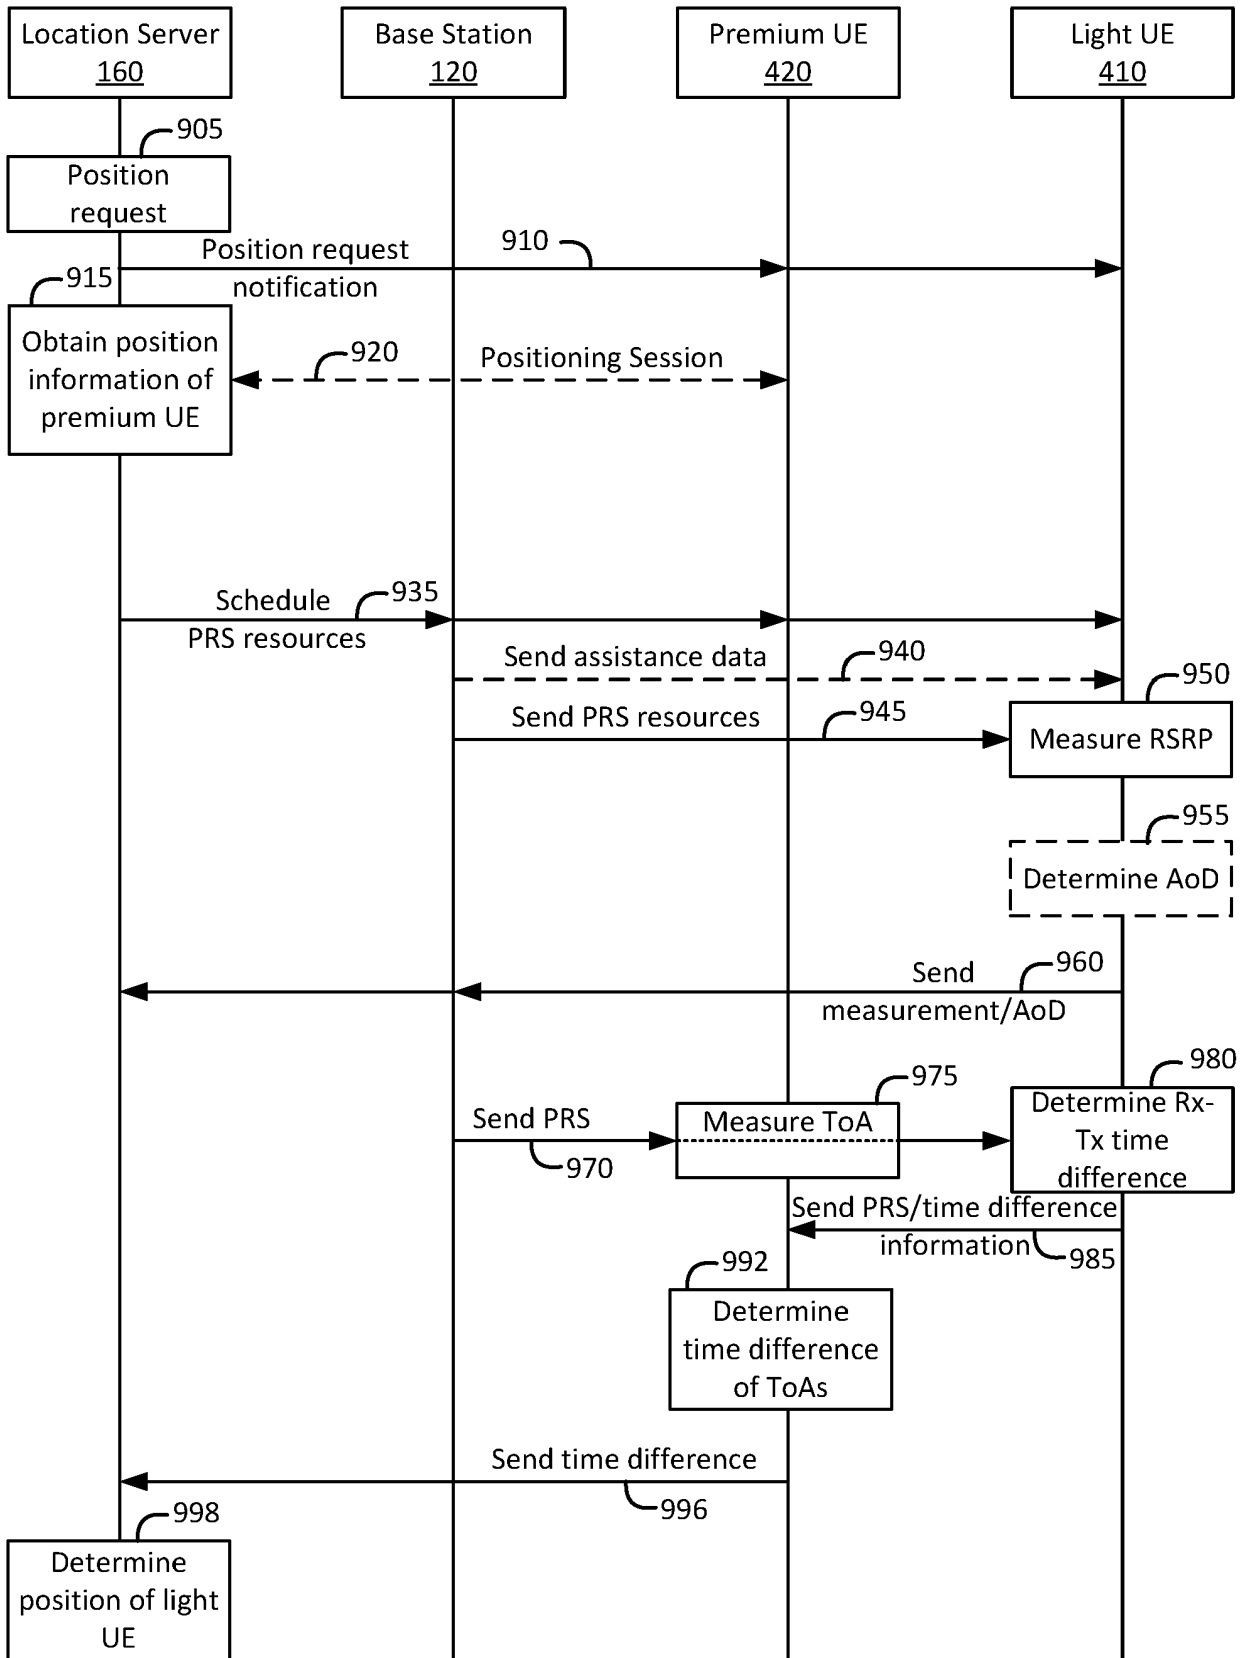 Location Server
160
Base Station
120
Premium UE
420
Light UE
410
905
Position
request
Position request
notification
910
915
Obtain position
information of
premium UE
920
Positioning Session
Schedule
PRS resources
935
Send assistance data
940
950
Send PRS resources
945
Measure RSRP
955
Determine AoD
Send
measurement/AoD
960
975
980
Send PRS
970
Measure ToA
Determine Rx-
Tx time
difference
Send PRS/time difference
information
985
992
Determine
time difference
of ToAs
Send time difference
996
998
Determine
position of light
UE